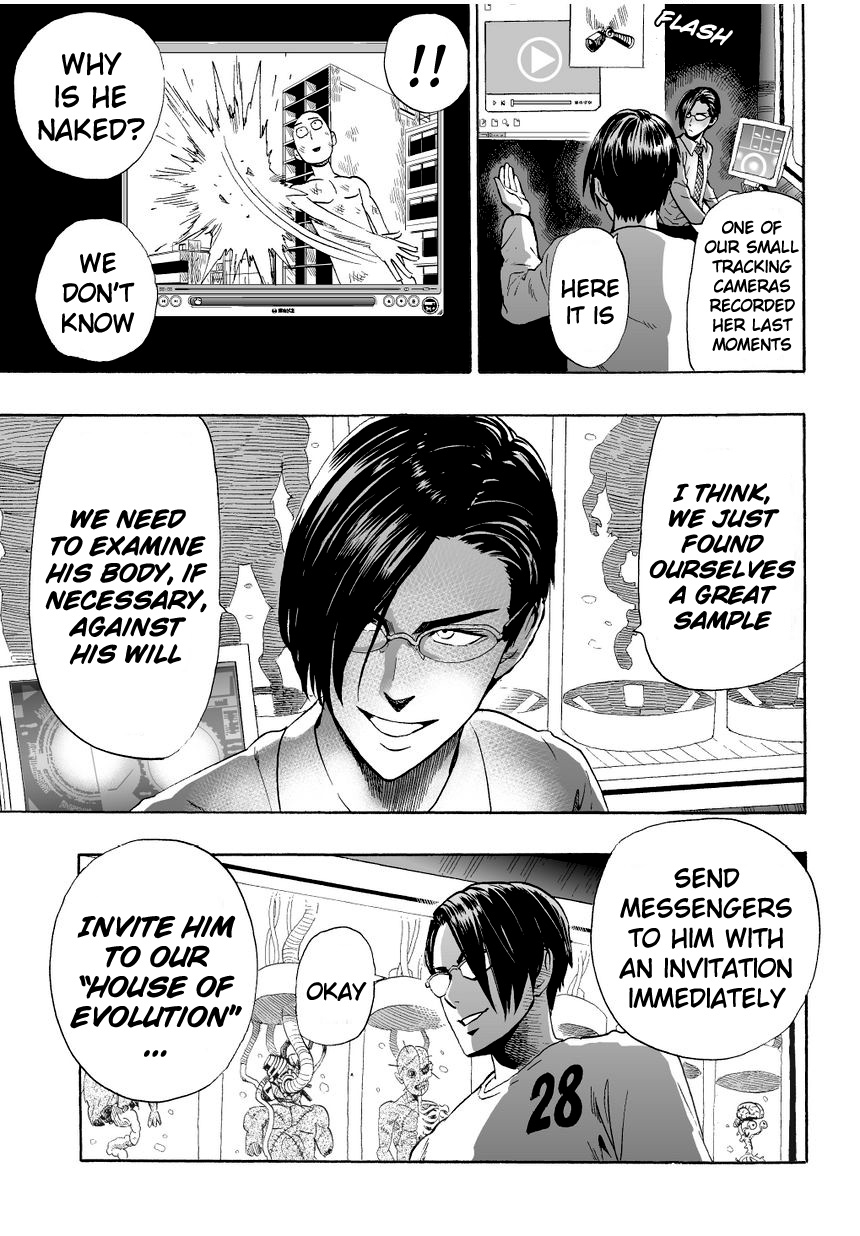 FLASH
ONE OF
OUR SMALL
TRACKING
CAMERAS
RECORDED
HER LAST
MOMENTS
HERE
IT IS
!!
WHY
IS HE
NAKED?
WE
DON'T
KNOW
I THINK,
WE JUST
FOUND
OURSELVES
A GREAT
SAMPLE
WE NEED
TO EXAMINE
HIS BODY, IF
NECESSARY,
AGAINST
HIS WILL
SEND
MESSENGERS
TO HIM WITH
AN INVITATION
IMMEDIATELY
OKAY
INVITE HIM
TO OUR
"HOUSE OF
EVOLUTION"
...
28